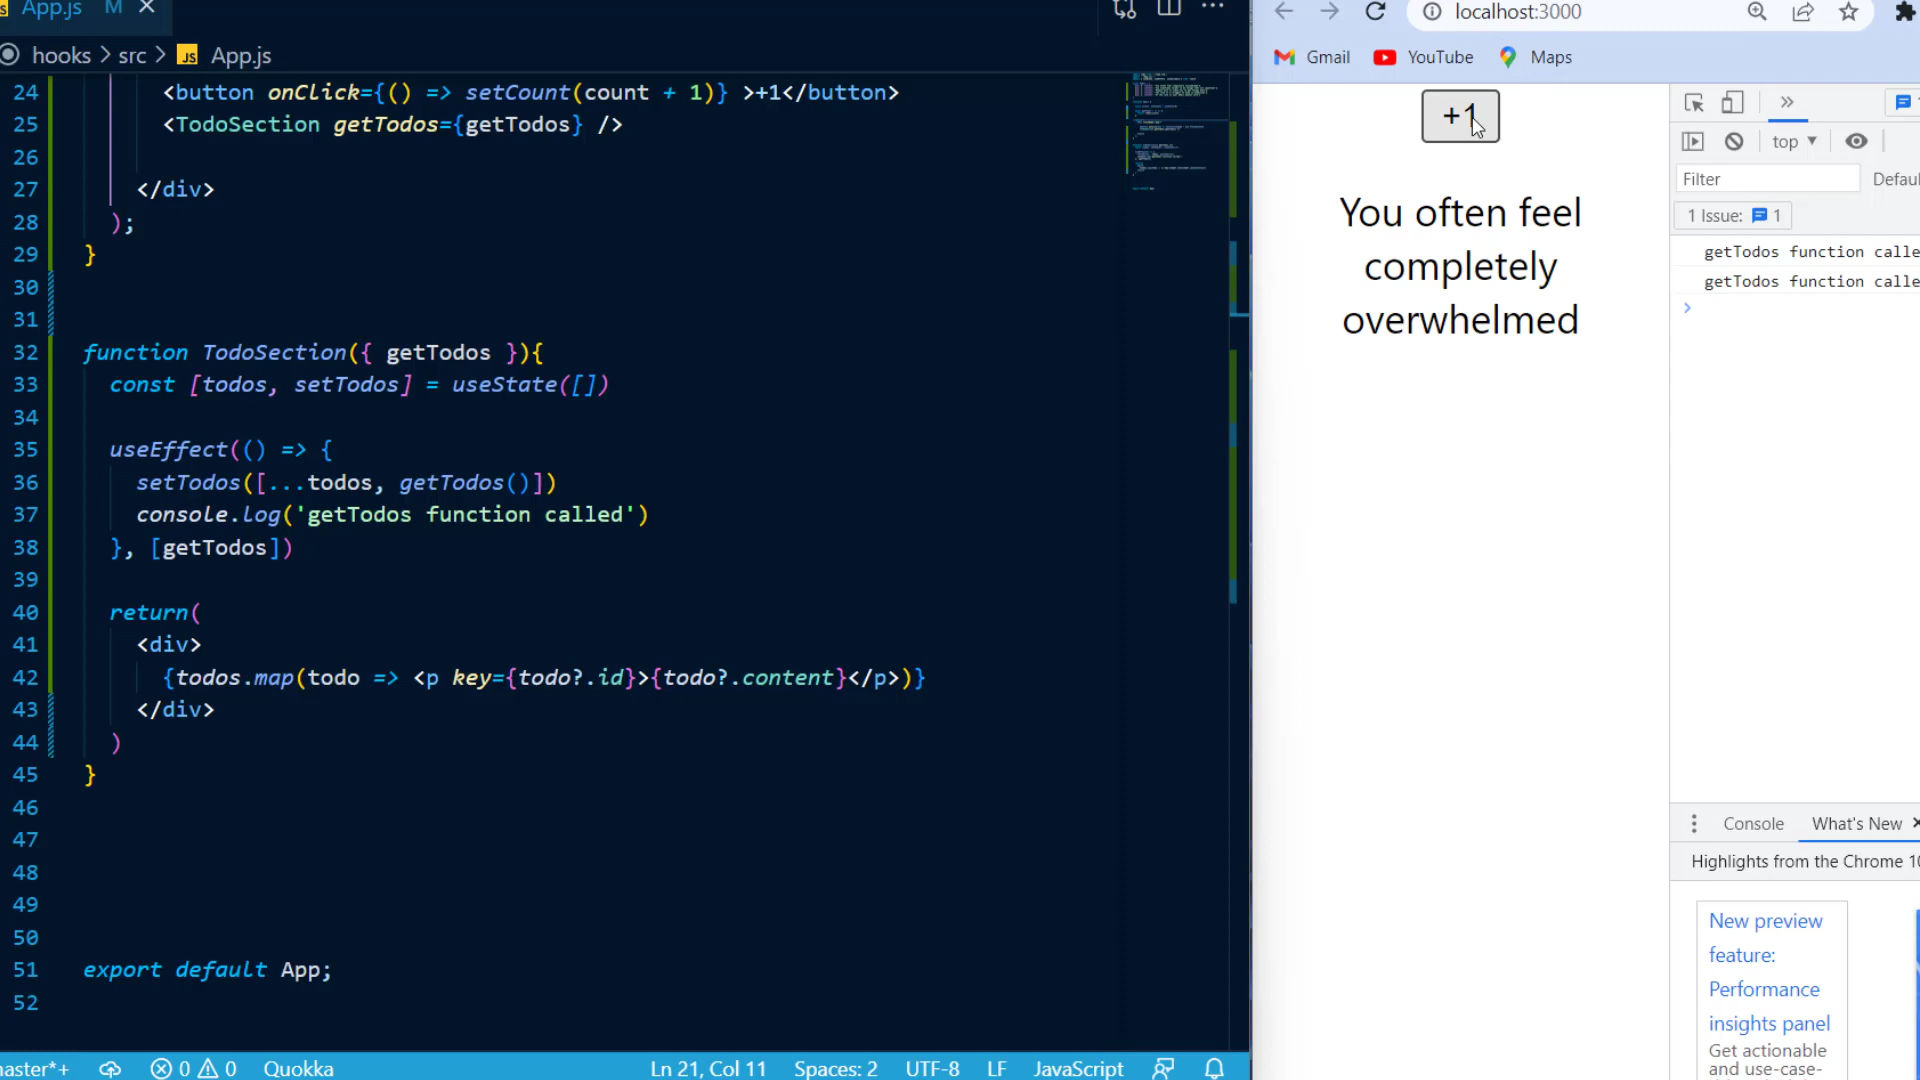 App.js M
hooks > src > JS App.js
24 <button onClick={() => setCount(count + 1)} >+1</button>
25 <TodoSection getTodos={getTodos} />
26
27 </div>
28 );
29 }
30
31
32 function TodoSection({ getTodos }){
33 const [todos, setTodos] = useState([])
34
35 useEffect(() => {
36 setTodos([...todos, getTodos()])
37 console.log('getTodos function called')
38 }, [getTodos])
39
40 return(
41 <div>
42 {todos.map(todo => <p key={todo?.id}>{todo?.content}</p>)}
43 </div>
44 )
45 }
46
47
48
49
50
51 export default App;
52
master*+ 0 0 Quokka Ln 21, Col 11 Spaces: 2 UTF-8 LF JavaScript
localhost:3000
Gmail YouTube Maps
+1
You often feel
completely
overwhelmed
top
Filter Defau
1 Issue: 1
getTodos function calle
getTodos function calle
Console What's New
Highlights from the Chrome 10
New preview
feature:
Performance
insights panel
Get actionable
and use-case-